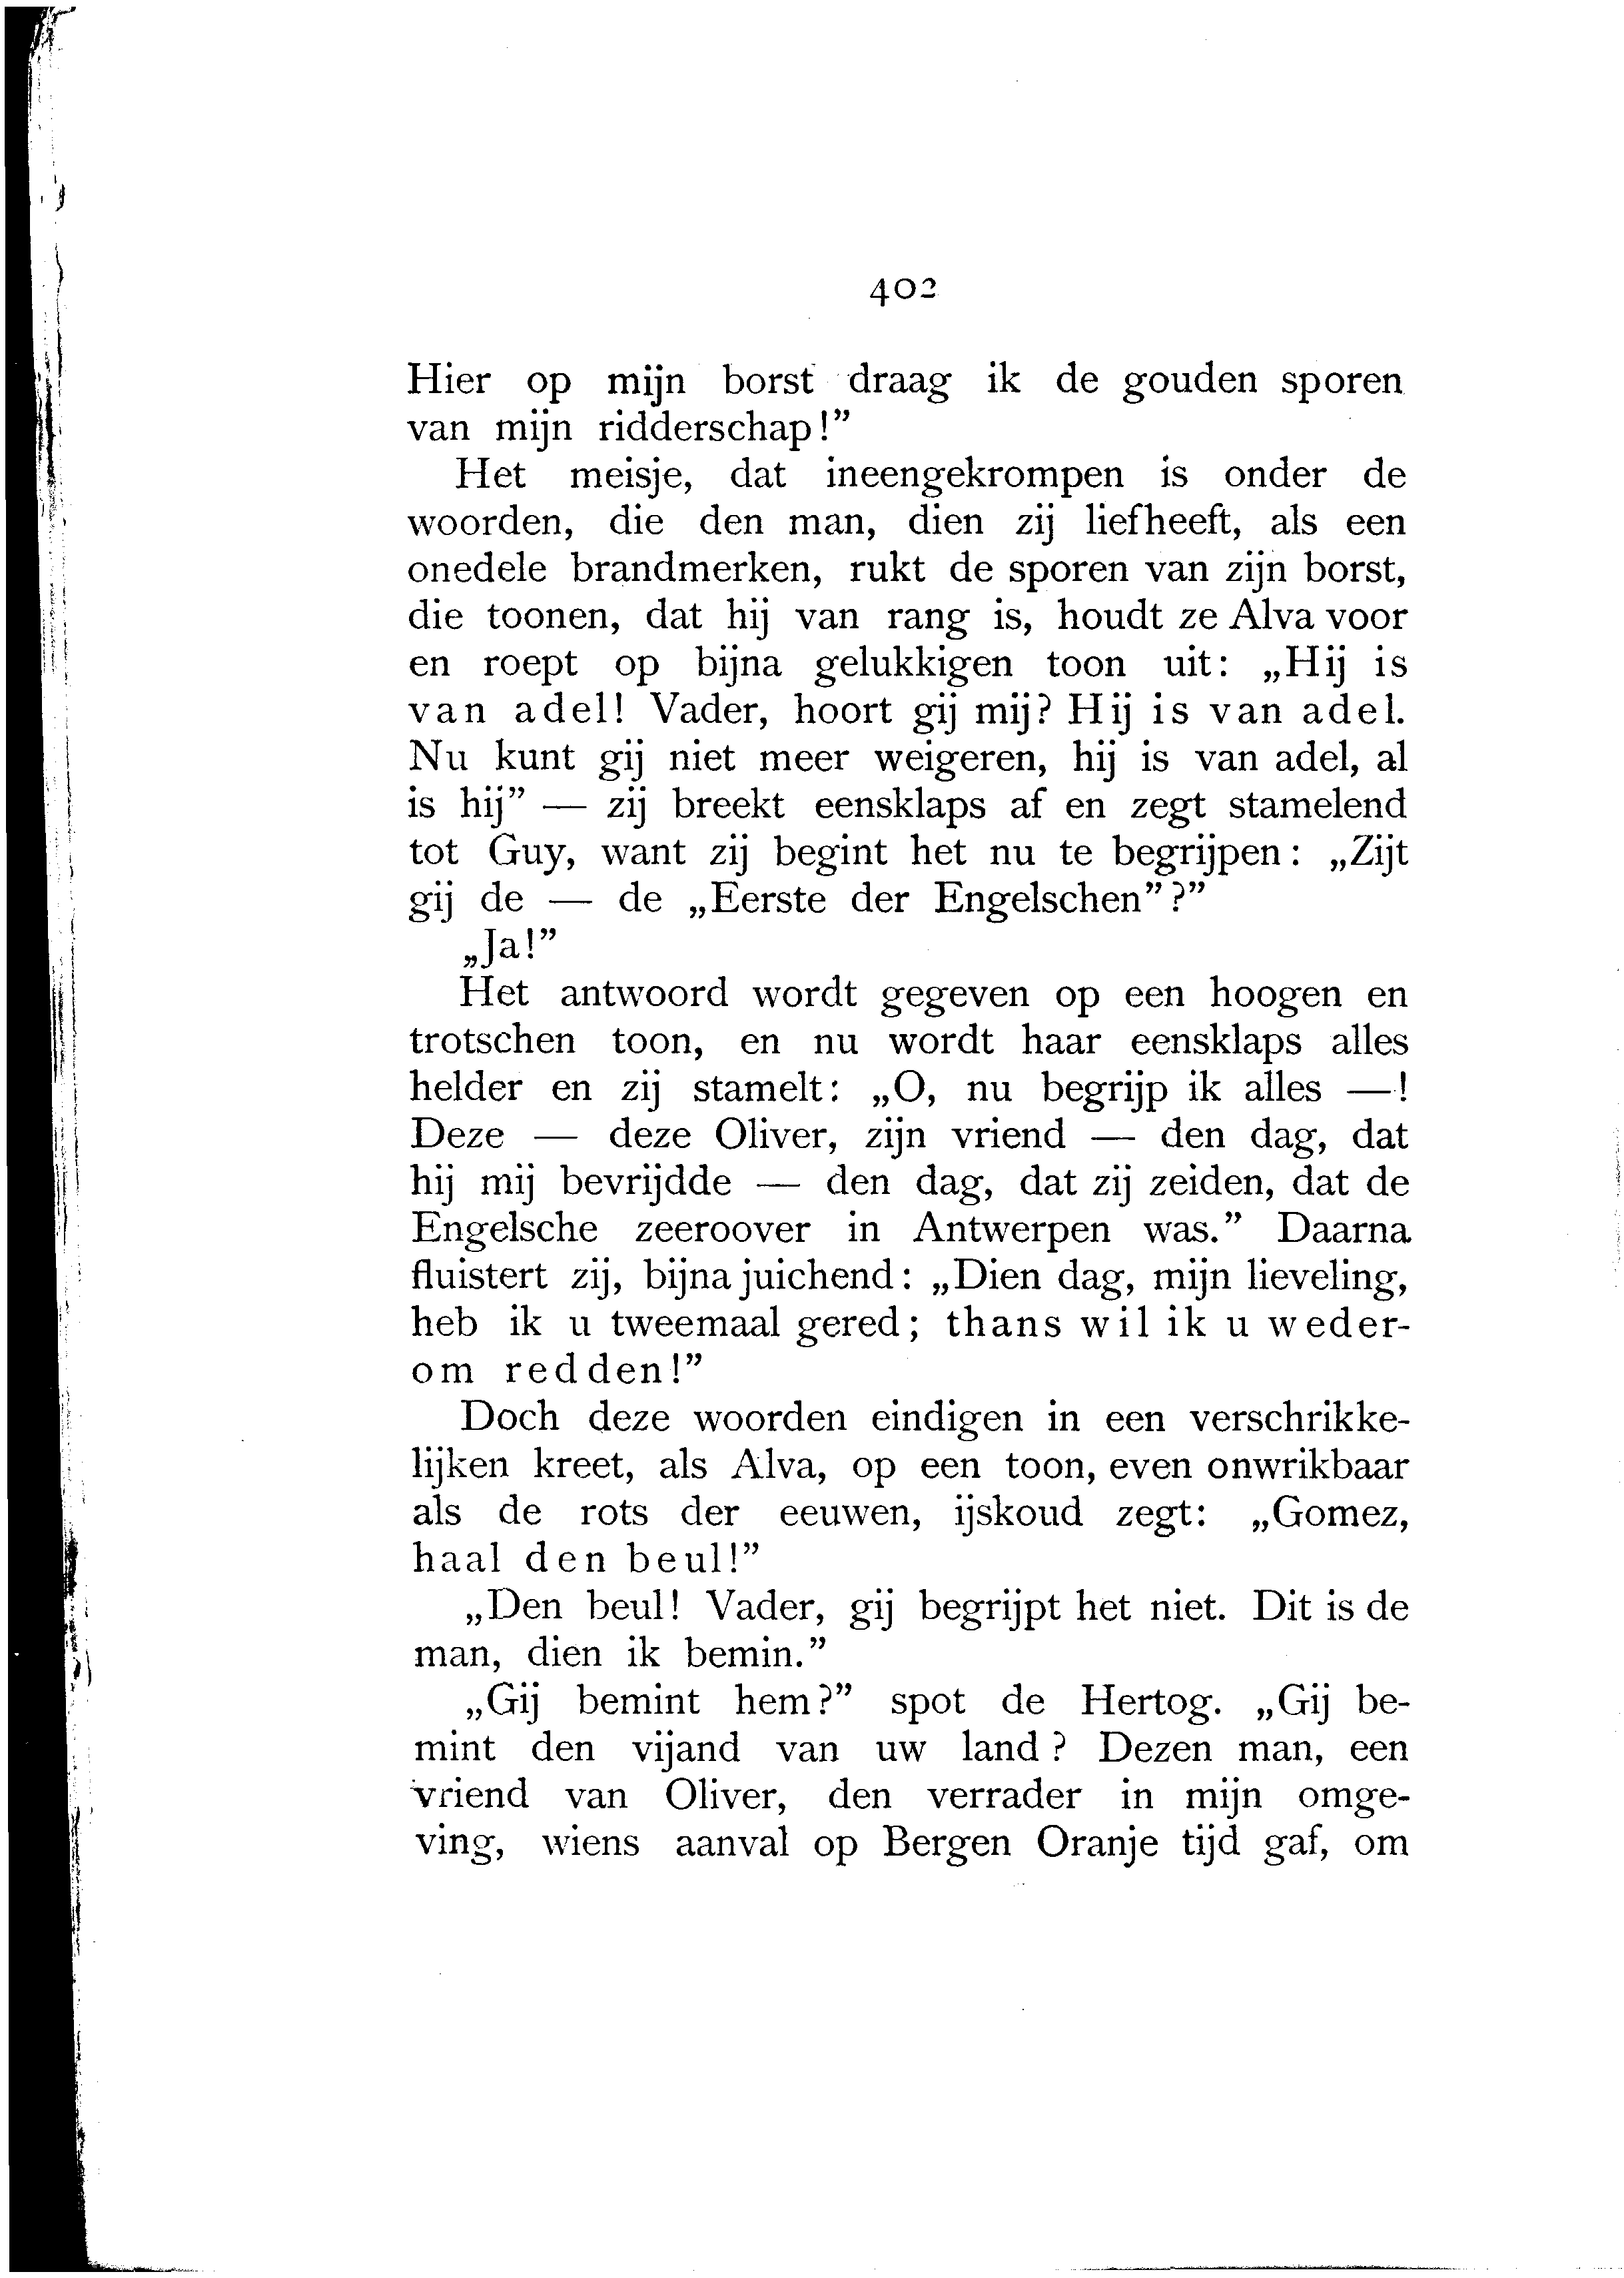 402
Hier op mijn borst draag ik de gouden sporen
van mijn ridderschap!”
Het meisje, dat ineengekrompen is onder de
woorden, die den man, dien zij liefheeft, als een
onedele brandmerken, rukt de sporen van zijn borst,
die toonen, dat hij van rang is, houdt ze Alva voor
en roept op bijna gelukkigen toon uit: „Hij is
van adel! Vader, hoort gij mij? Hij is van adel.
Nu kunt gij niet meer weigeren, hij is van adel, al
is hij” — zij breekt eensklaps af en zegt stamelend
tot Guy, want zij begint het nu te begrijpen: „Zijt
gij de — de „Eerste der Engelschen”?”
„Ja!”
Het antwoord wordt gegeven op een hoogen en
trotschen toon, en nu wordt haar eensklaps alles
helder en zij stamelt: „O, nu begrijp ik alles —!
Deze — deze Oliver, zijn vriend — den dag, dat
hij mij bevrijdde — den dag, dat zij zeiden, dat de
Engelsche zeeroover in Antwerpen was.” Daarna
fluistert zij, bijna juichend: „Dien dag, mijn lieveling,
heb ik u tweemaal gered; thans wil ik u weder-
om redden!”
Doch deze woorden eindigen in een verschrikke-
lijken kreet, als Alva, op een toon, even onwrikbaar
als de rots der eeuwen, ijskoud zegt: „Gomez,
haal den beul!”
„Den beul! Vader, gij begrijpt het niet. Dit is de
man, dien ik bemin.”
„Gij bemint hem?” spot de Hertog. „Gij be-
mint den vijand van uw land? Dezen man, een
vriend van Oliver, den verrader in mijn omge-
ving, wiens aanval op Bergen Oranje tijd gaf, om